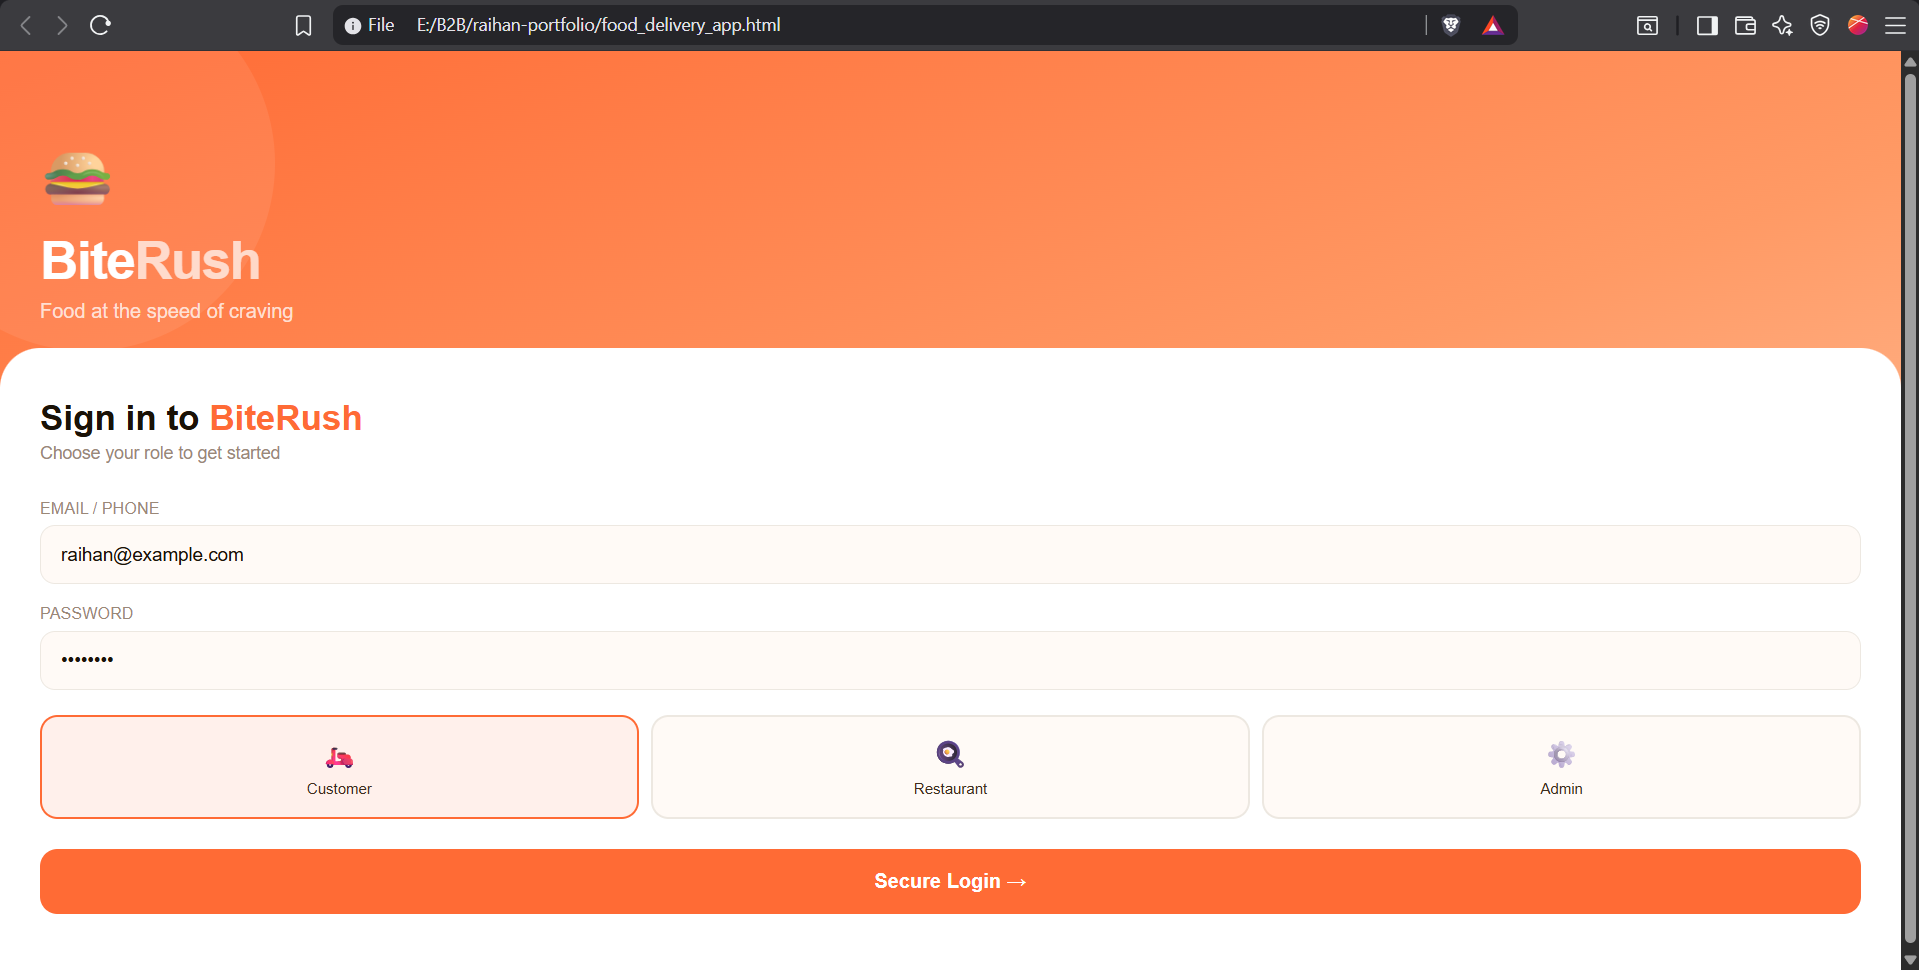 File E:/B2B/raihan-portfolio/food_delivery_app.html
BiteRush
Food at the speed of craving
Sign in to BiteRush
Choose your role to get started
EMAIL / PHONE
raihan@example.com
PASSWORD
••••••••
Customer
Restaurant
Admin
Secure Login →